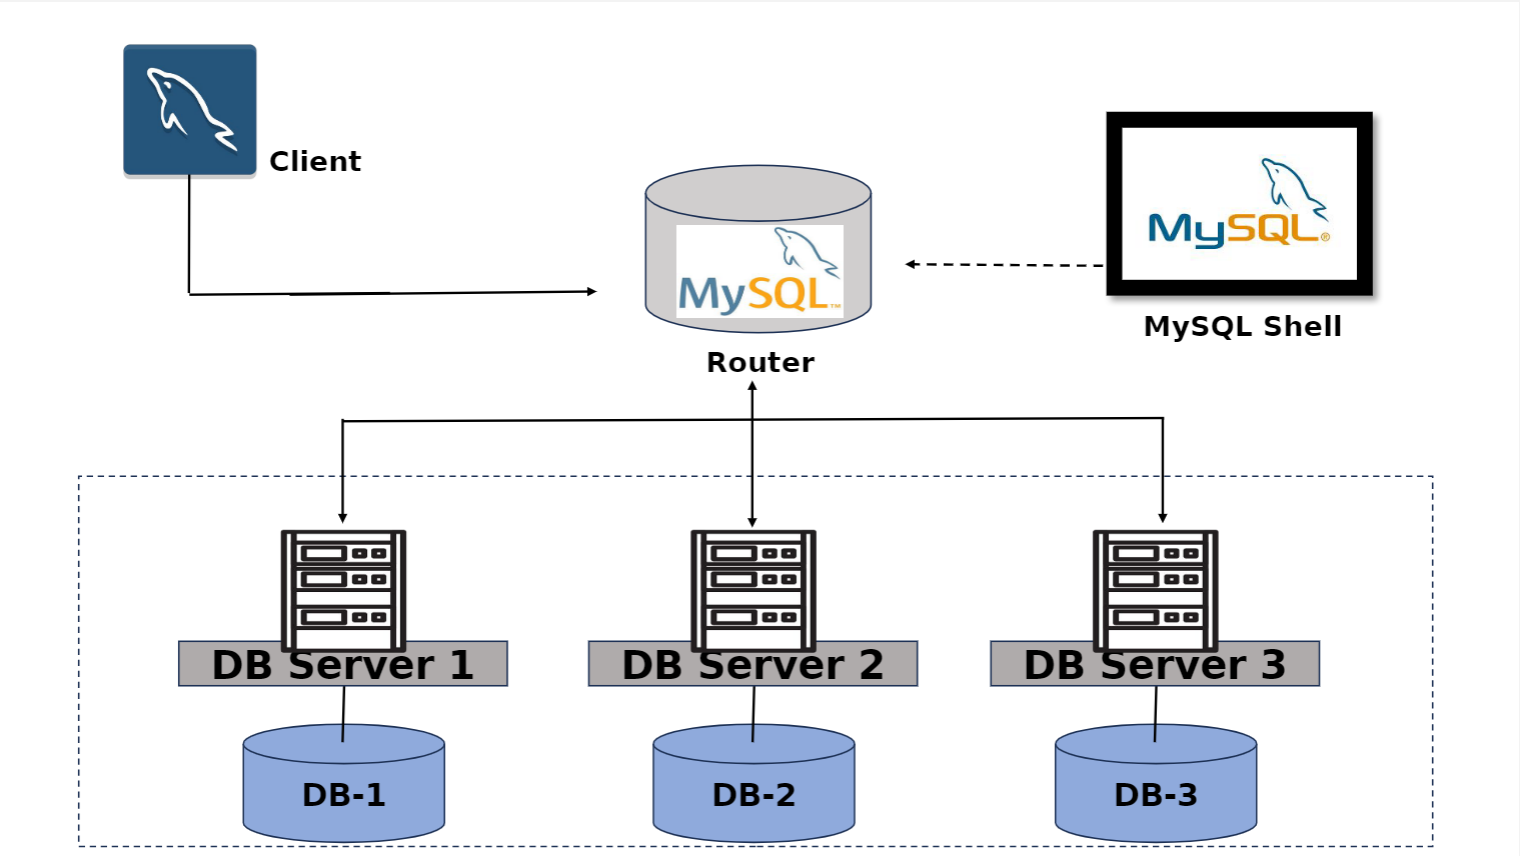 Client
MySQL®
MySQL™
MySQL Shell
Router
DB Server 1
DB Server 2
DB Server 3
DB-1
DB-2
DB-3